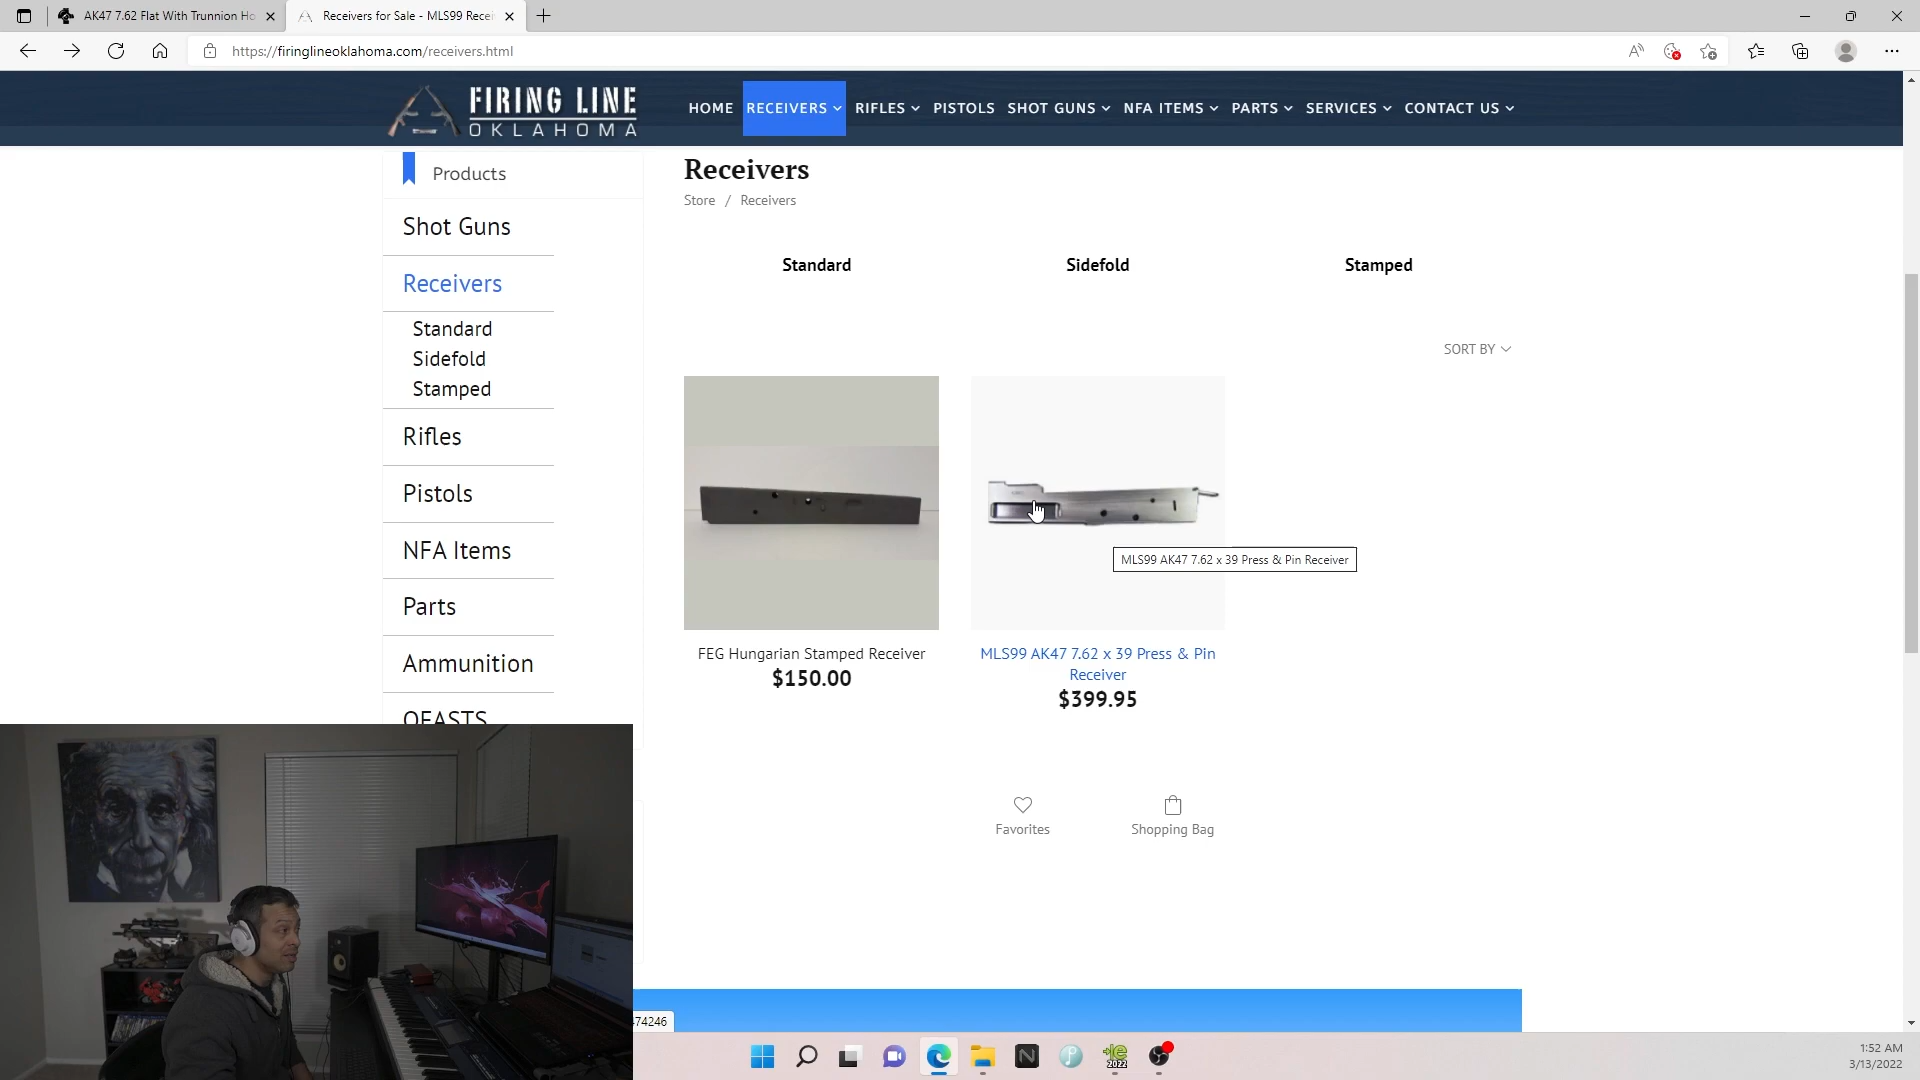 AK47 7.62 Flat With Trunnion Ho
Receivers for Sale - MLS99 Recei
https://firinglineoklahoma.com/receivers.html
FIRING LINE
OKLAHOMA
HOME RECEIVERS RIFLES PISTOLS SHOT GUNS NFA ITEMS PARTS SERVICES CONTACT US
Products
Shot Guns
Receivers
Standard
Sidefold
Stamped
Rifles
Pistols
NFA Items
Parts
Ammunition
OEASTS
Receivers
Store / Receivers
Standard Sidefold Stamped
SORT BY
MLS99 AK47 7.62 x 39 Press & Pin Receiver
FEG Hungarian Stamped Receiver
$150.00
MLS99 AK47 7.62 x 39 Press & Pin
Receiver
$399.95
Favorites
Shopping Bag
474246
2022
1:52 AM
3/13/2022